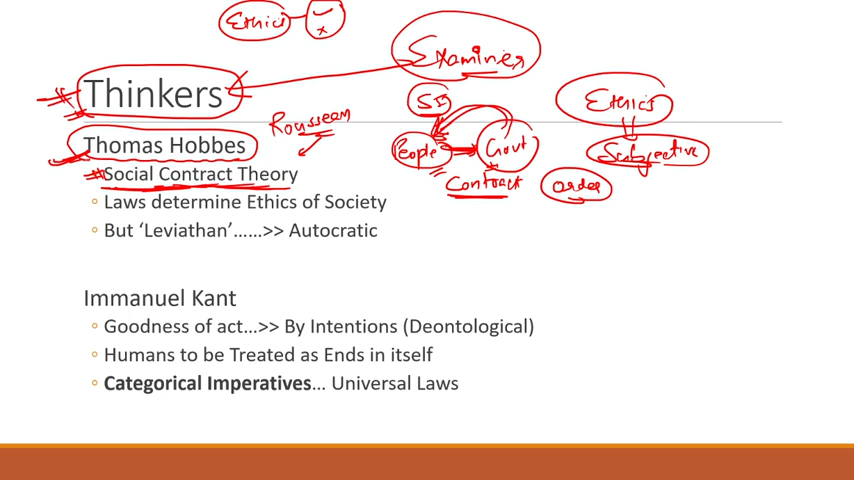 Ethics
Examiner
Thinkers
SI
Ethics
Rousseau
Thomas Hobbes
People
Govt
Subjective
Social Contract Theory
Contract
order
◦ Laws determine Ethics of Society
◦ But ‘Leviathan’……>> Autocratic
Immanuel Kant
◦ Goodness of act…>> By Intentions (Deontological)
◦ Humans to be Treated as Ends in itself
◦ Categorical Imperatives… Universal Laws